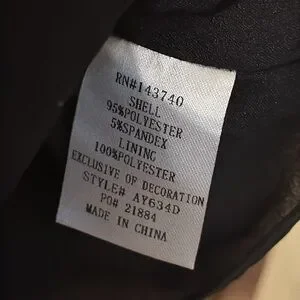 RN#143740
SHELL
95%POLYESTER
5%SPANDEX
LINING
100%POLYESTER
EXCLUSIVE OF DECORATION
STYLE# AY634D
PO# 21884
MADE IN CHINA